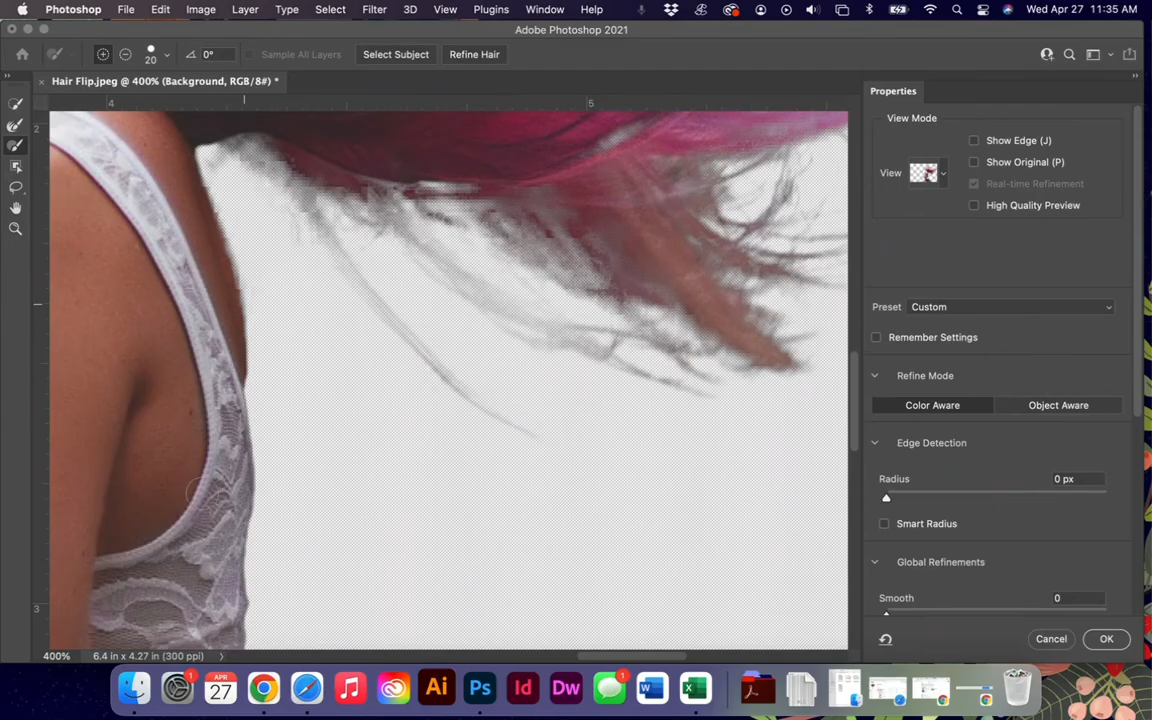 Photoshop File Edit Image Layer Type Select Filter 3D View Plugins Window Help Wed Apr 27 11:35 AM
Adobe Photoshop 2021
20 0° Sample All Layers Select Subject Refine Hair
× Hair Flip.jpeg @ 400% (Background, RGB/8#) *
4 5
2
3
Properties
View Mode
Show Edge (J)
View Show Original (P)
Real-time Refinement
High Quality Preview
Preset Custom
Remember Settings
Refine Mode
Color Aware Object Aware
Edge Detection
Radius 0 px
Smart Radius
Global Refinements
Smooth 0
Cancel OK
400% 6.4 in x 4.27 in (300 ppi)
1
APR
27
Ai Ps Id Dw 1 W X